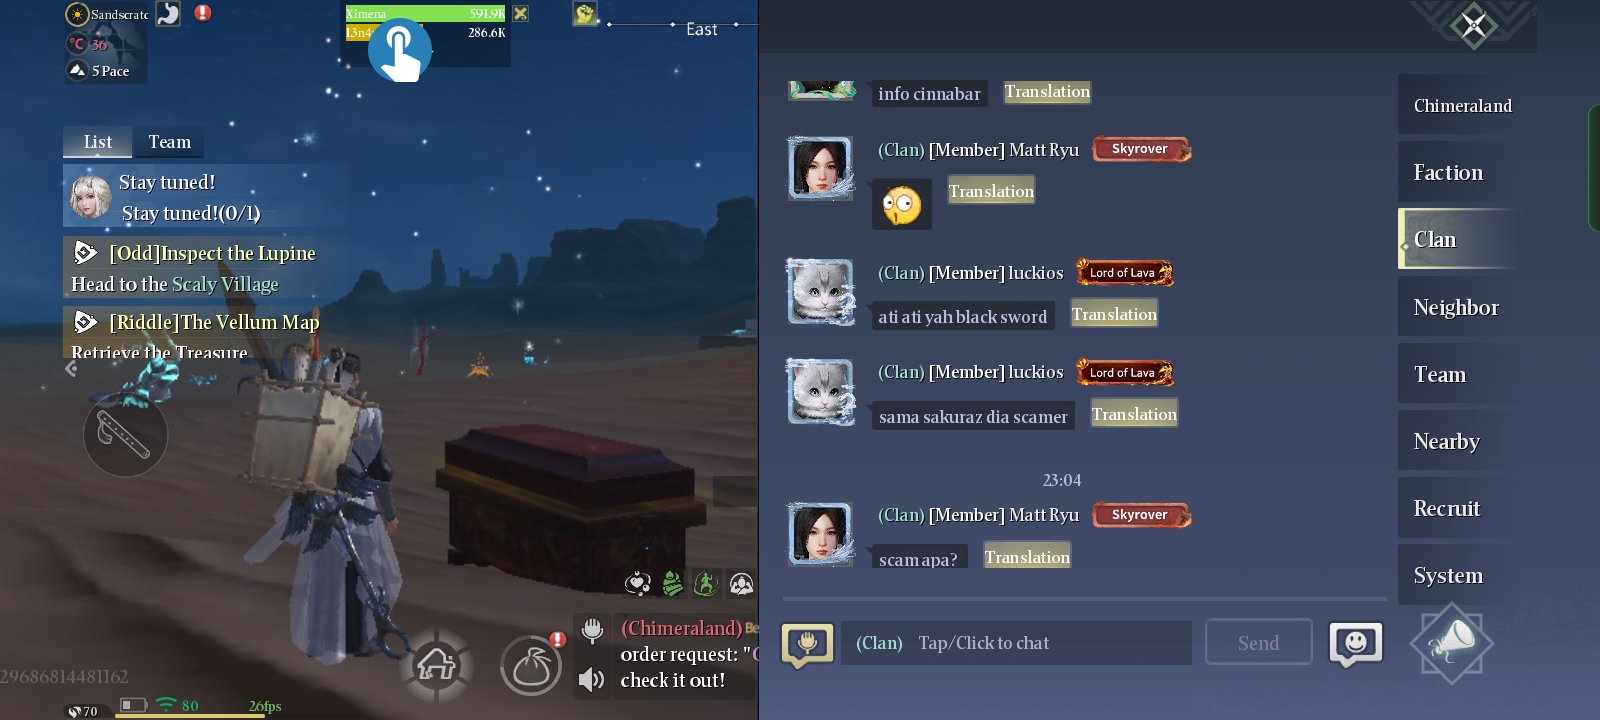 Sandscratc
Ximena 591.9K
286.6K
East
°C 36
5 Pace
List Team
Stay tuned!
Stay tuned!(0/1)
[Odd]Inspect the Lupine
Head to the Scaly Village
[Riddle]The Vellum Map
Retrieve the Treasure
(Chimeraland)
order request: "
check it out!
29686814481162
70
80
26fps
info cinnabar Translation
(Clan) [Member] Matt Ryu Skyrover
Translation
(Clan) [Member] luckios Lord of Lava
ati ati yah black sword Translation
(Clan) [Member] luckios Lord of Lava
sama sakuraz dia scamer Translation
23:04
(Clan) [Member] Matt Ryu Skyrover
scam apa? Translation
(Clan) Tap/Click to chat Send
Chimeraland
Faction
Clan
Neighbor
Team
Nearby
Recruit
System